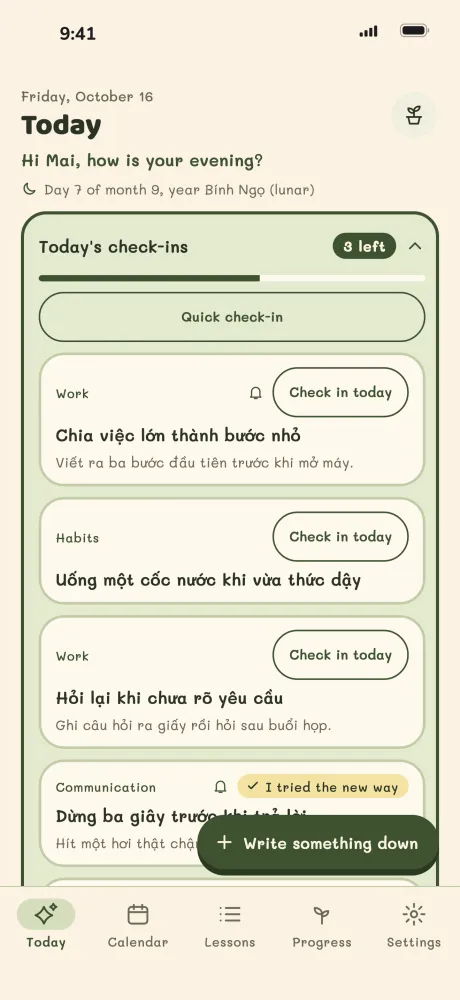 9:41
Friday, October 16
Today
Hi Mai, how is your evening?
Day 7 of month 9, year Bính Ngọ (lunar)
Today's check-ins
3 left
Quick check-in
Work
Check in today
Chia việc lớn thành bước nhỏ
Viết ra ba bước đầu tiên trước khi mở máy.
Habits
Check in today
Uống một cốc nước khi vừa thức dậy
Work
Check in today
Hỏi lại khi chưa rõ yêu cầu
Ghi câu hỏi ra giấy rồi hỏi sau buổi họp.
Communication
I tried the new way
Dừng ba giây trước khi trả lời
Hít một hơi thật
Write something down
Today
Calendar
Lessons
Progress
Settings